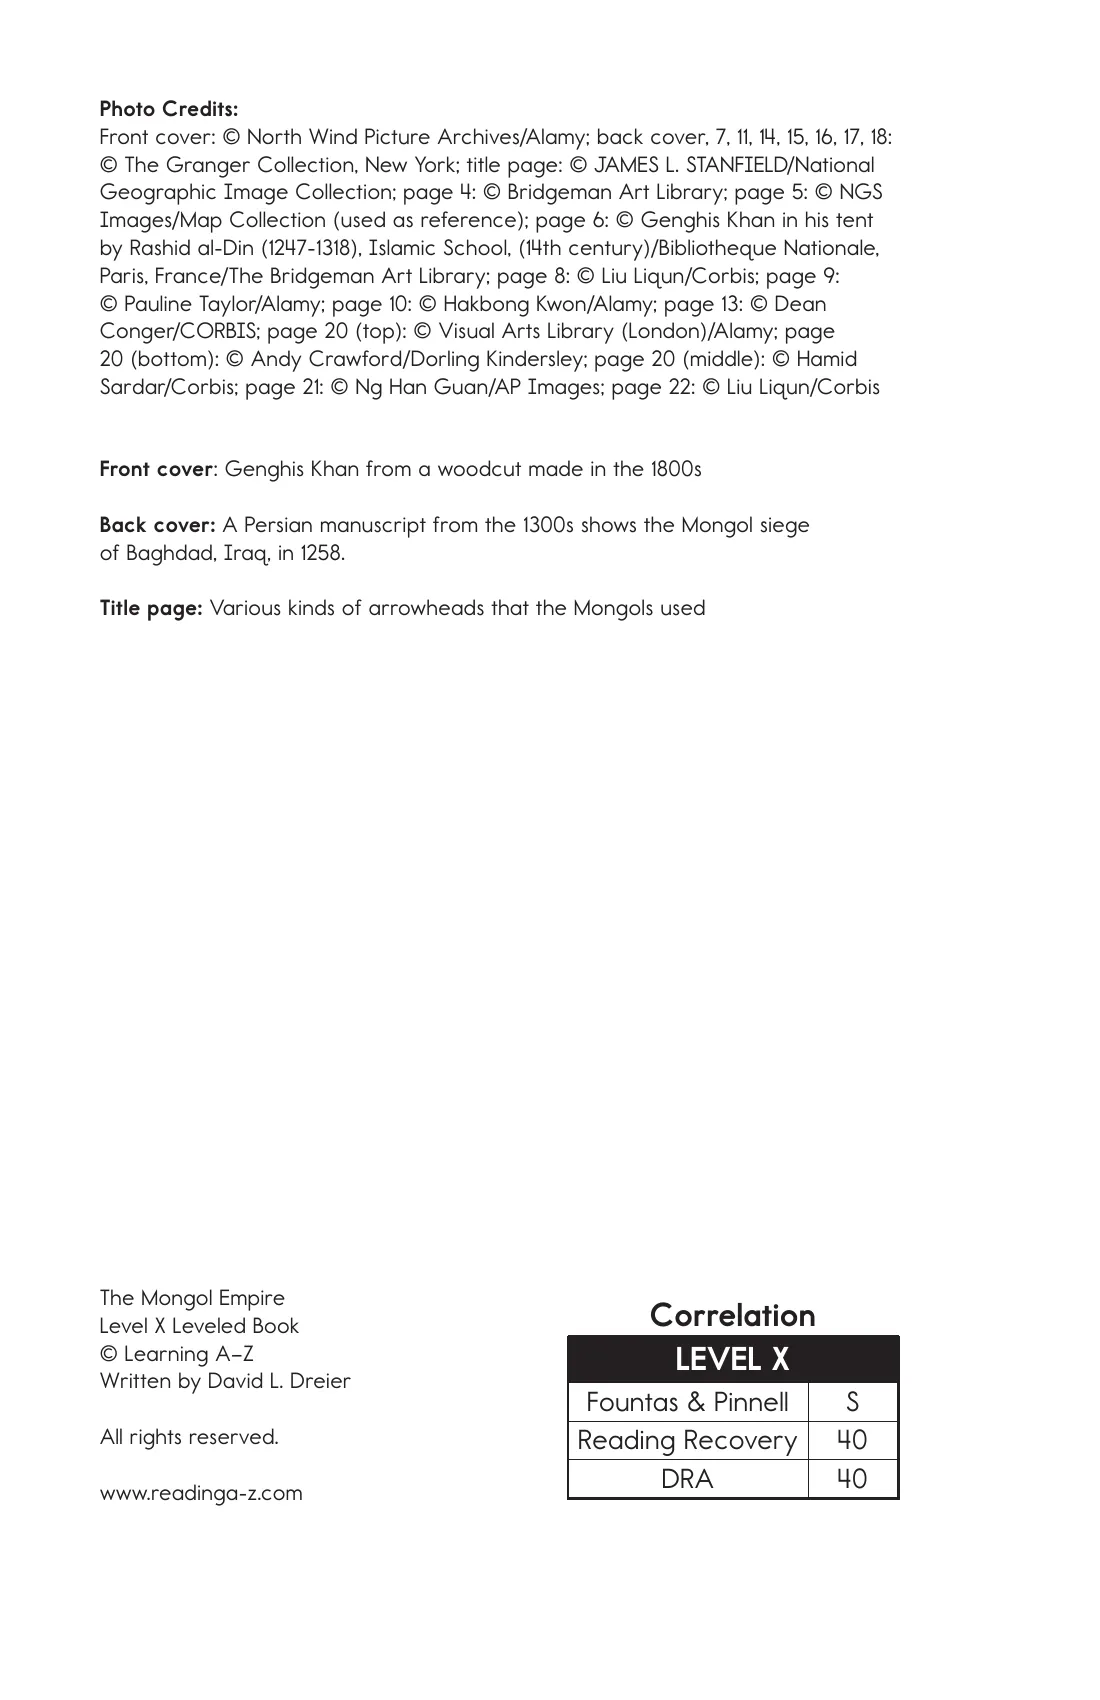 Photo Credits:
Front cover: © North Wind Picture Archives/Alamy; back cover, 7, 11, 14, 15, 16, 17, 18:
© The Granger Collection, New York; title page: © JAMES L. STANFIELD/National
Geographic Image Collection; page 4: © Bridgeman Art Library; page 5: © NGS
Images/Map Collection (used as reference); page 6: © Genghis Khan in his tent
by Rashid al-Din (1247-1318), Islamic School, (14th century)/Bibliotheque Nationale,
Paris, France/The Bridgeman Art Library; page 8: © Liu Liqun/Corbis; page 9:
© Pauline Taylor/Alamy; page 10: © Hakbong Kwon/Alamy; page 13: © Dean
Conger/CORBIS; page 20 (top): © Visual Arts Library (London)/Alamy; page
20 (bottom): © Andy Crawford/Dorling Kindersley; page 20 (middle): © Hamid
Sardar/Corbis; page 21: © Ng Han Guan/AP Images; page 22: © Liu Liqun/Corbis
Front cover: Genghis Khan from a woodcut made in the 1800s
Back cover: A Persian manuscript from the 1300s shows the Mongol siege
of Baghdad, Iraq, in 1258.
Title page: Various kinds of arrowheads that the Mongols used
The Mongol Empire
Level X Leveled Book
© Learning A–Z
Written by David L. Dreier
All rights reserved.
www.readinga-z.com
Correlation
LEVEL X
Fountas & Pinnell S
Reading Recovery 40
DRA 40